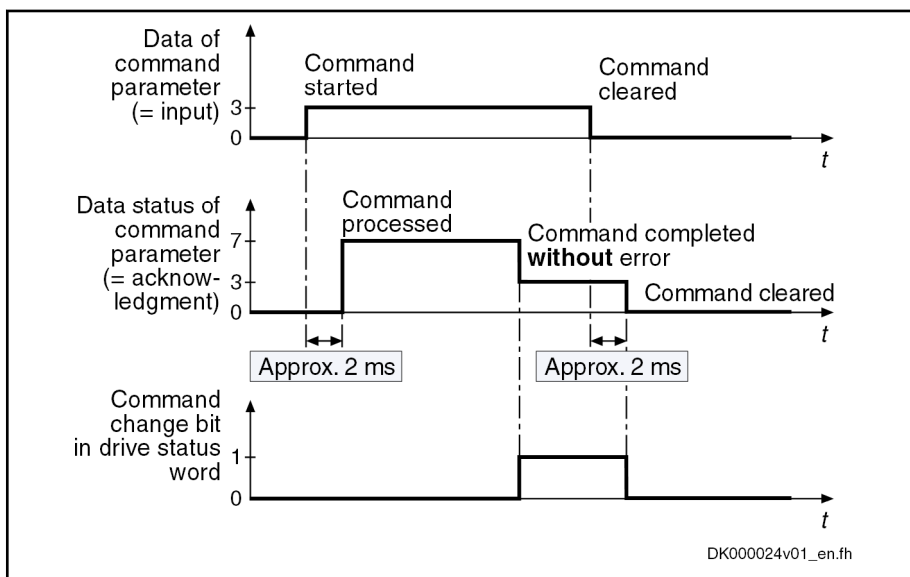 Data of
command
parameter
(= input)
Command
started
Command
cleared
3
0
t
Data status of
command
parameter
(= acknow-
ledgment)
Command
processed
7
Command completed
without error
3
Command cleared
0
t
Approx. 2 ms
Approx. 2 ms
Command
change bit
in drive status
word
1
0
t
DK000024v01_en.fh